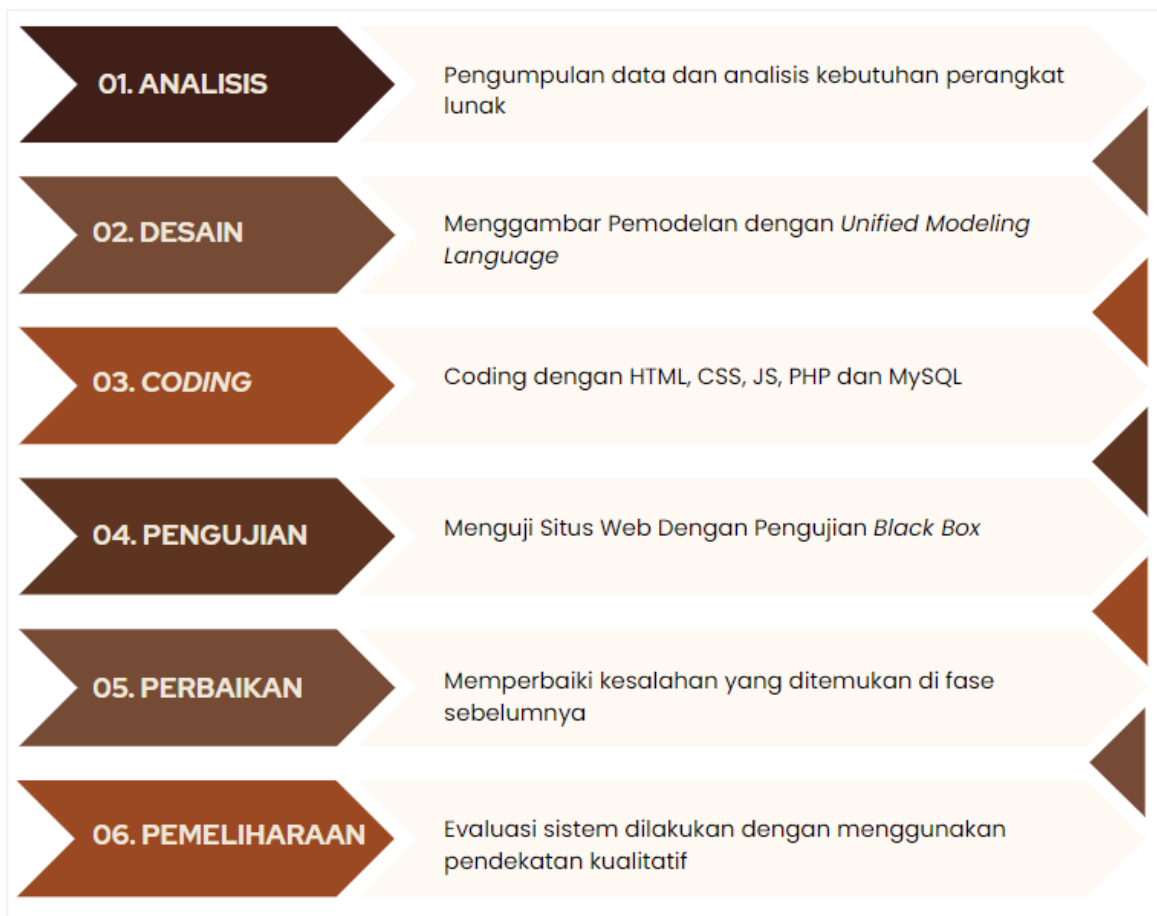 01. ANALISIS
Pengumpulan data dan analisis kebutuhan perangkat
lunak
02. DESAIN
Menggambar Pemodelan dengan Unified Modeling
Language
03. CODING
Coding dengan HTML, CSS, JS, PHP dan MySQL
04. PENGUJIAN
Menguji Situs Web Dengan Pengujian Black Box
05. PERBAIKAN
Memperbaiki kesalahan yang ditemukan di fase
sebelumnya
06. PEMELIHARAAN
Evaluasi sistem dilakukan dengan menggunakan
pendekatan kualitatif